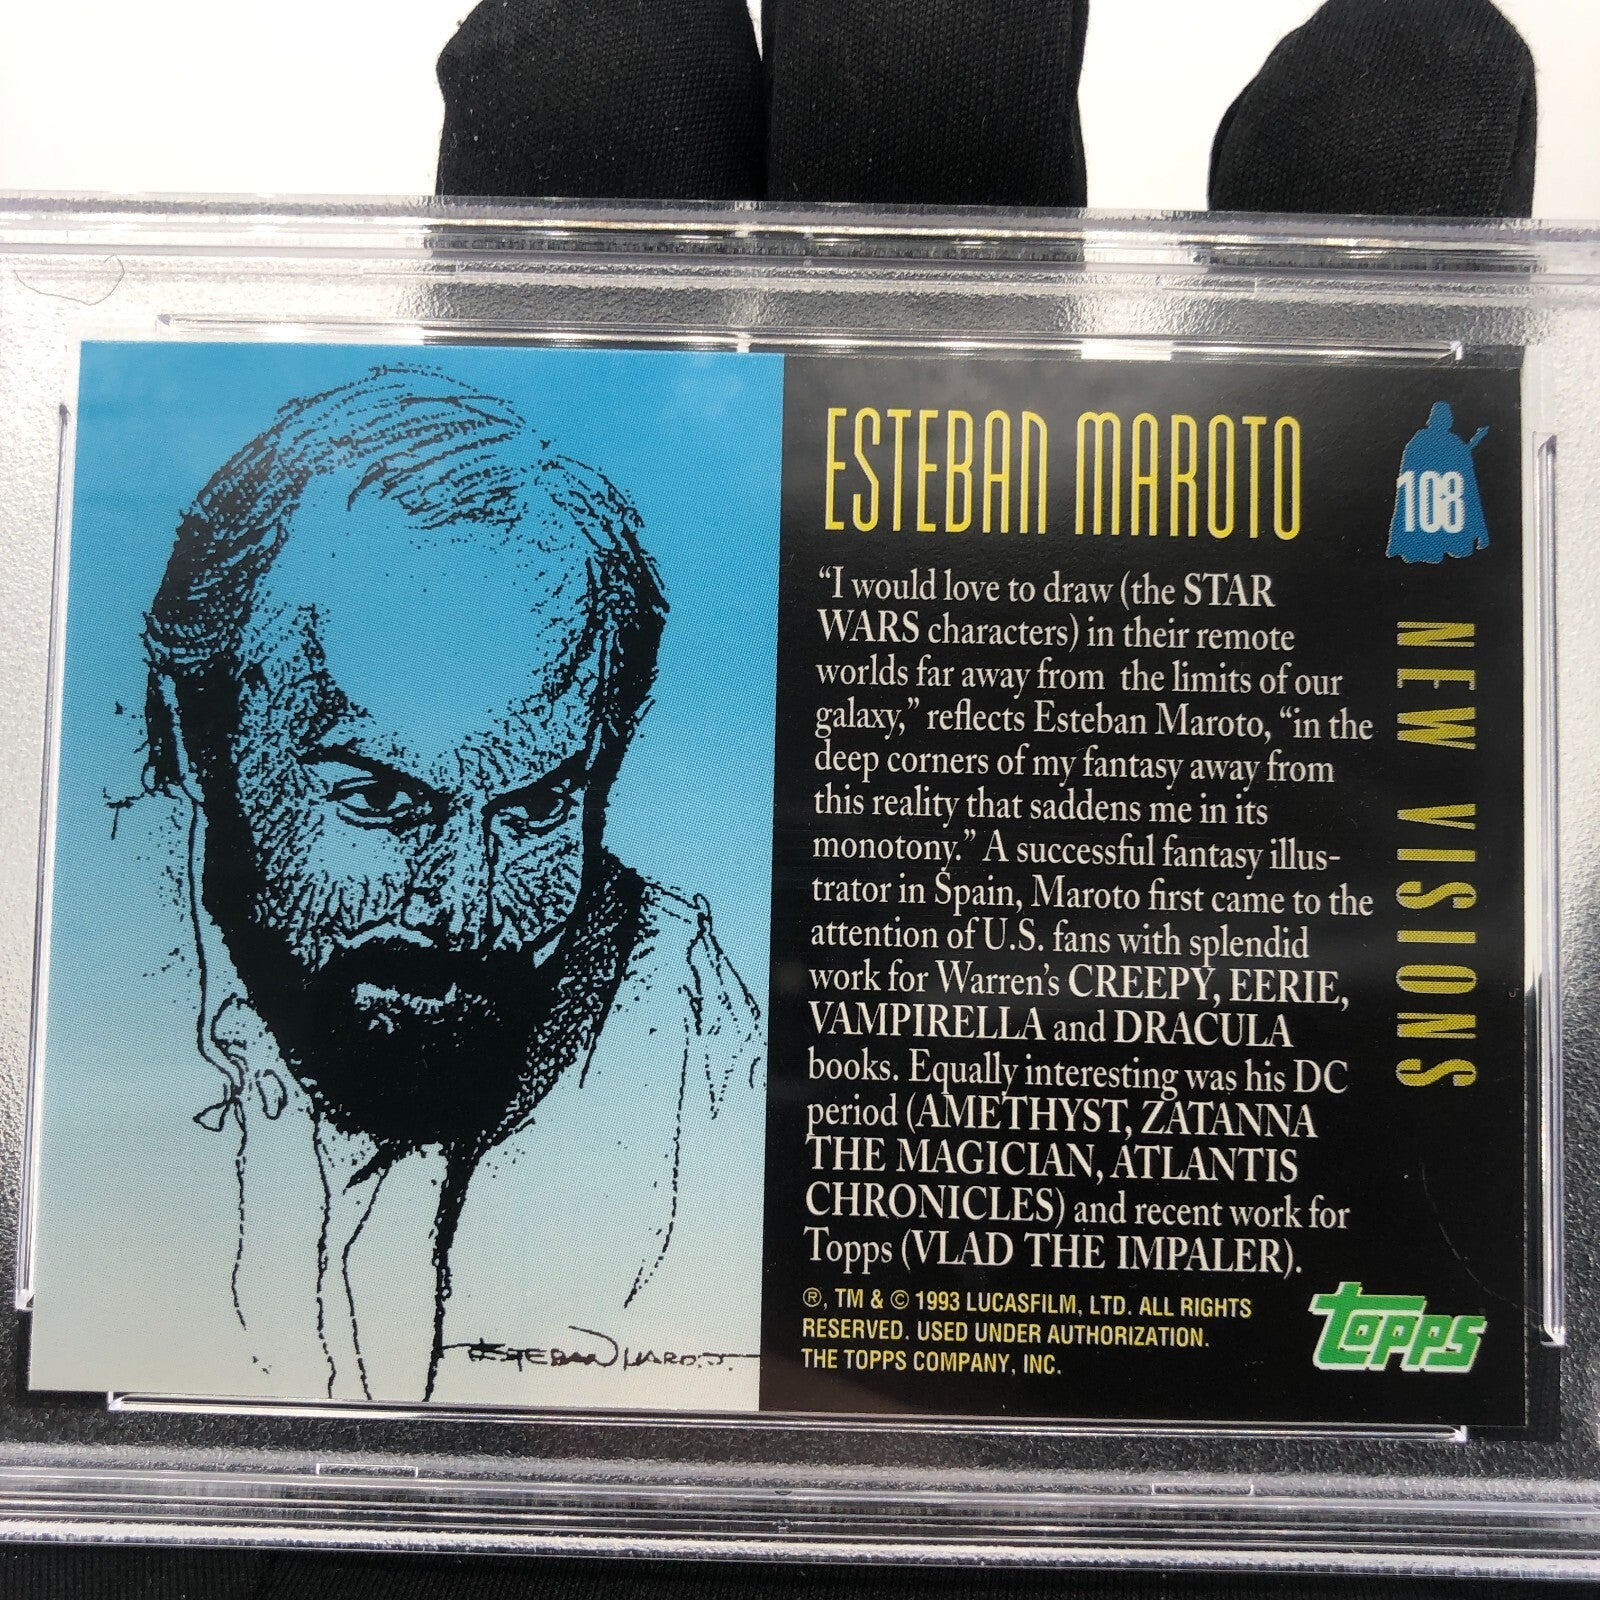 ESTEBAN MAROTO
108
NEW VISIONS
“I would love to draw (the STAR
WARS characters) in their remote
worlds far away from the limits of our
galaxy,” reflects Esteban Maroto, “in the
deep corners of my fantasy away from
this reality that saddens me in its
monotony.” A successful fantasy illus-
trator in Spain, Maroto first came to the
attention of U.S. fans with splendid
work for Warren’s CREEPY, EERIE,
VAMPIRELLA and DRACULA
books. Equally interesting was his DC
period (AMETHYST, ZATANNA
THE MAGICIAN, ATLANTIS
CHRONICLES) and recent work for
Topps (VLAD THE IMPALER).
®, TM & © 1993 LUCASFILM, LTD. ALL RIGHTS
RESERVED. USED UNDER AUTHORIZATION.
THE TOPPS COMPANY, INC.
topps
ESTEBAN MAROTO